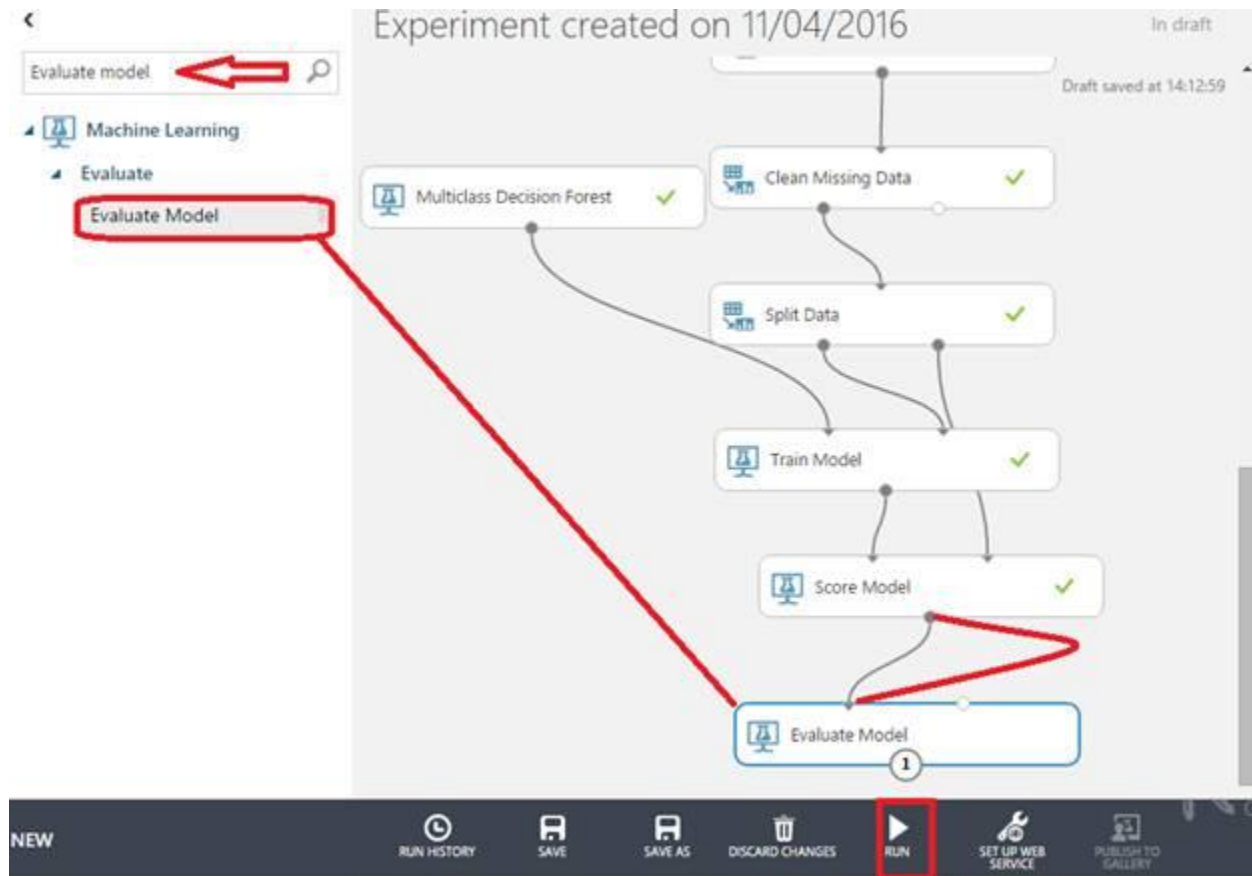 Experiment created on 11/04/2016
In draft
Evaluate model
Draft saved at 14:12:59
Machine Learning
Evaluate
Evaluate Model
Multiclass Decision Forest
Clean Missing Data
Split Data
Train Model
Score Model
Evaluate Model
1
NEW
RUN HISTORY
SAVE
SAVE AS
DISCARD CHANGES
RUN
SET UP WEB
SERVICE
PUBLISH TO
GALLERY